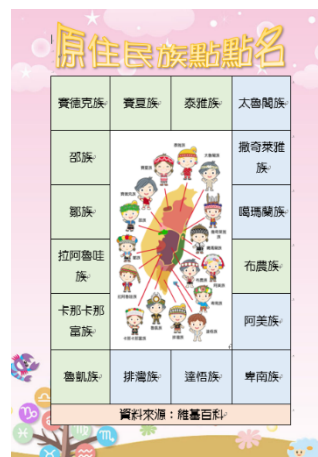 原住民族點點名
賽德克族 賽夏族 泰雅族 太魯閣族
邵族
撒奇萊雅
族
鄒族
噶瑪蘭族
拉阿魯哇
族
布農族
卡那卡那
富族
阿美族
魯凱族 排灣族 達悟族 卑南族
資料來源：維基百科